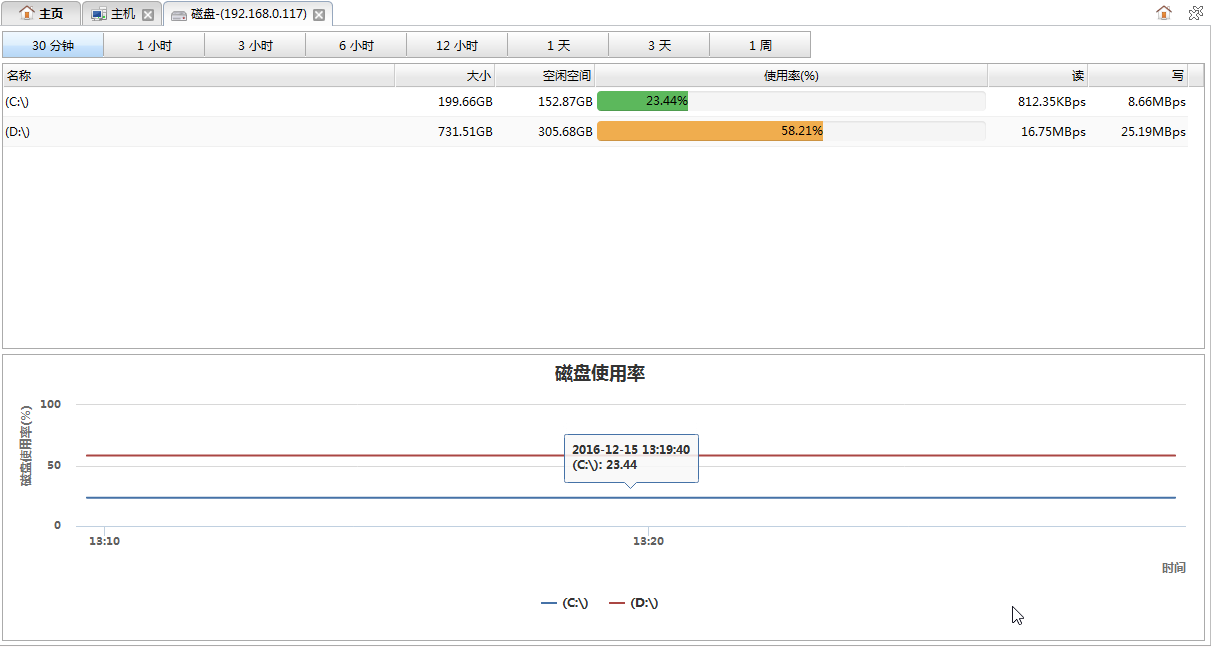 主页 主机 磁盘-(192.168.0.117)
30 分钟 1 小时 3 小时 6 小时 12 小时 1 天 3 天 1 周
名称 大小 空闲空间 使用率(%) 读 写
(C:\) 199.66GB 152.87GB 23.44% 812.35KBps 8.66MBps
(D:\) 731.51GB 305.68GB 58.21% 16.75MBps 25.19MBps
磁盘使用率
磁盘使用率(%)
100
50
0
2016-12-15 13:19:40
(C:\): 23.44
13:10 13:20
时间
(C:\) (D:\)